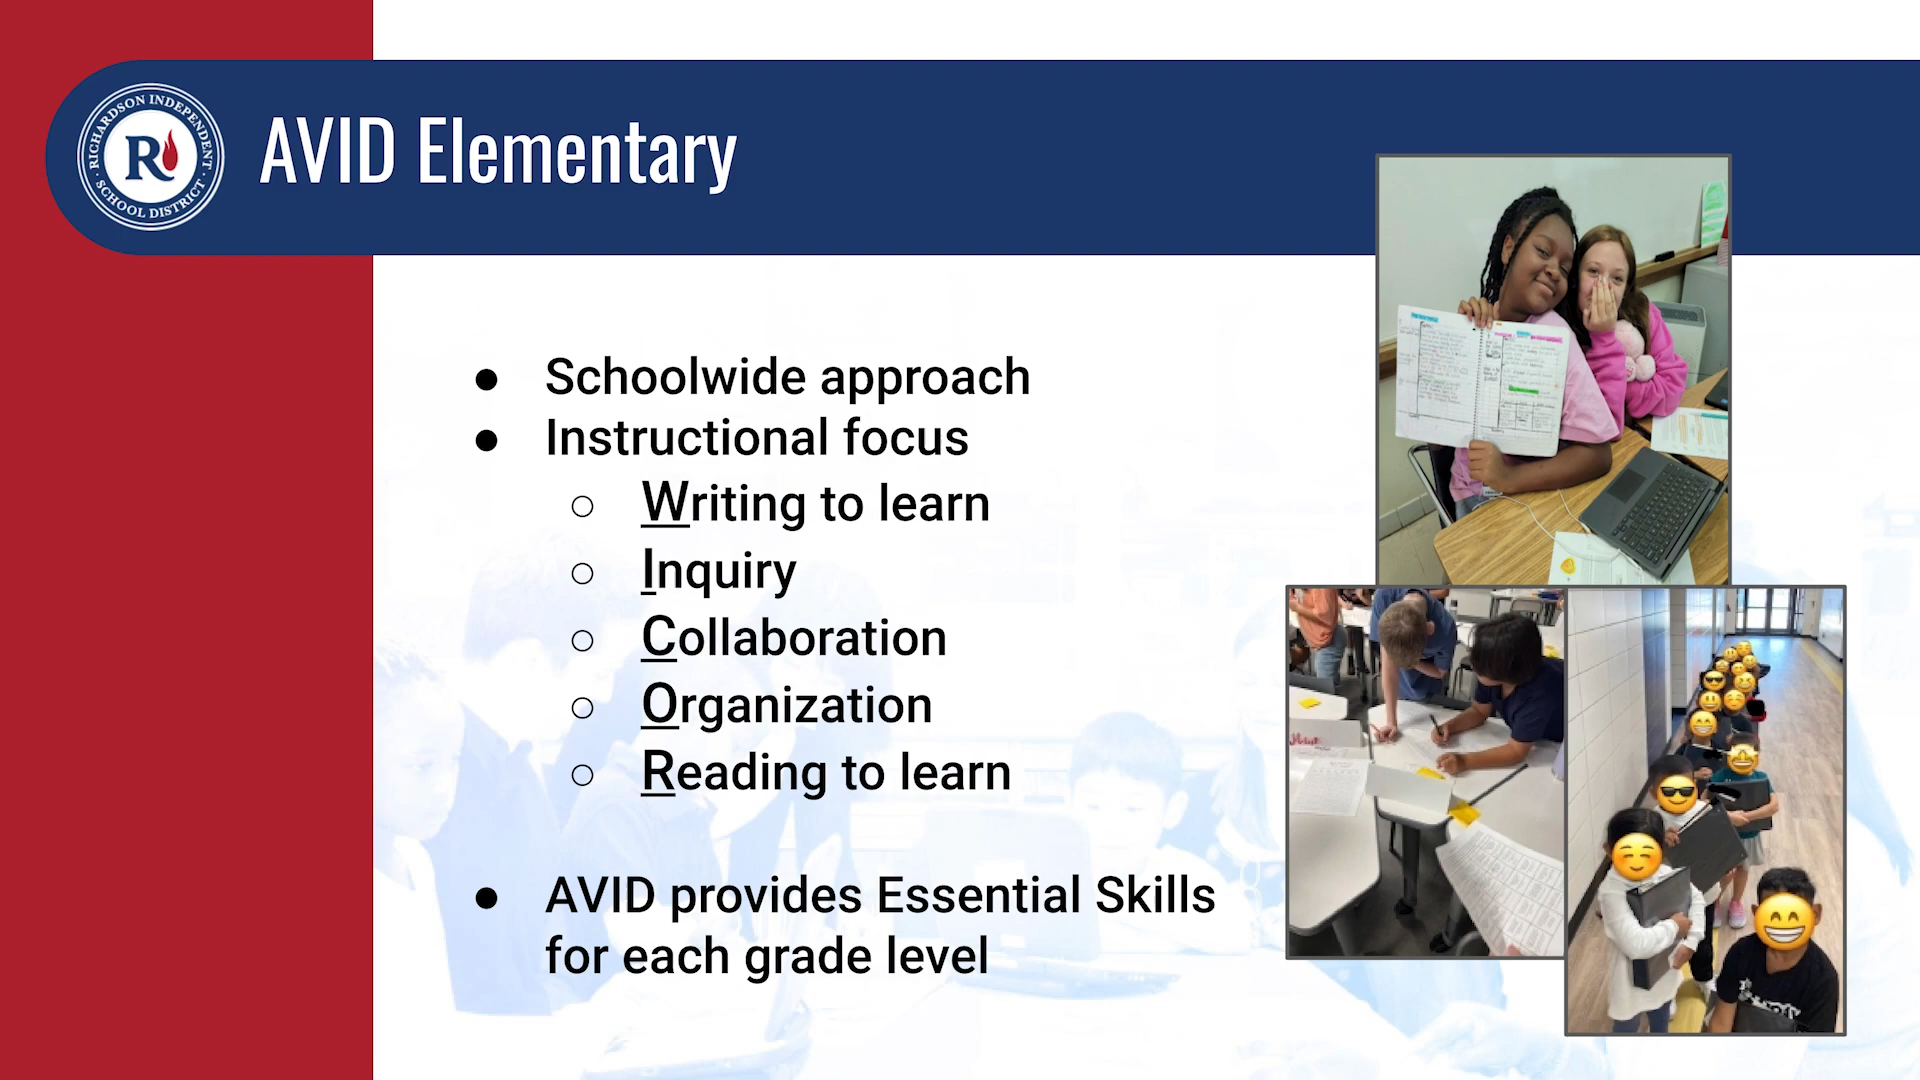 RICHARDSON INDEPENDENT
SCHOOL DISTRICT
R
AVID Elementary
Schoolwide approach
Instructional focus
Writing to learn
Inquiry
Collaboration
Organization
Reading to learn
AVID provides Essential Skills
for each grade level